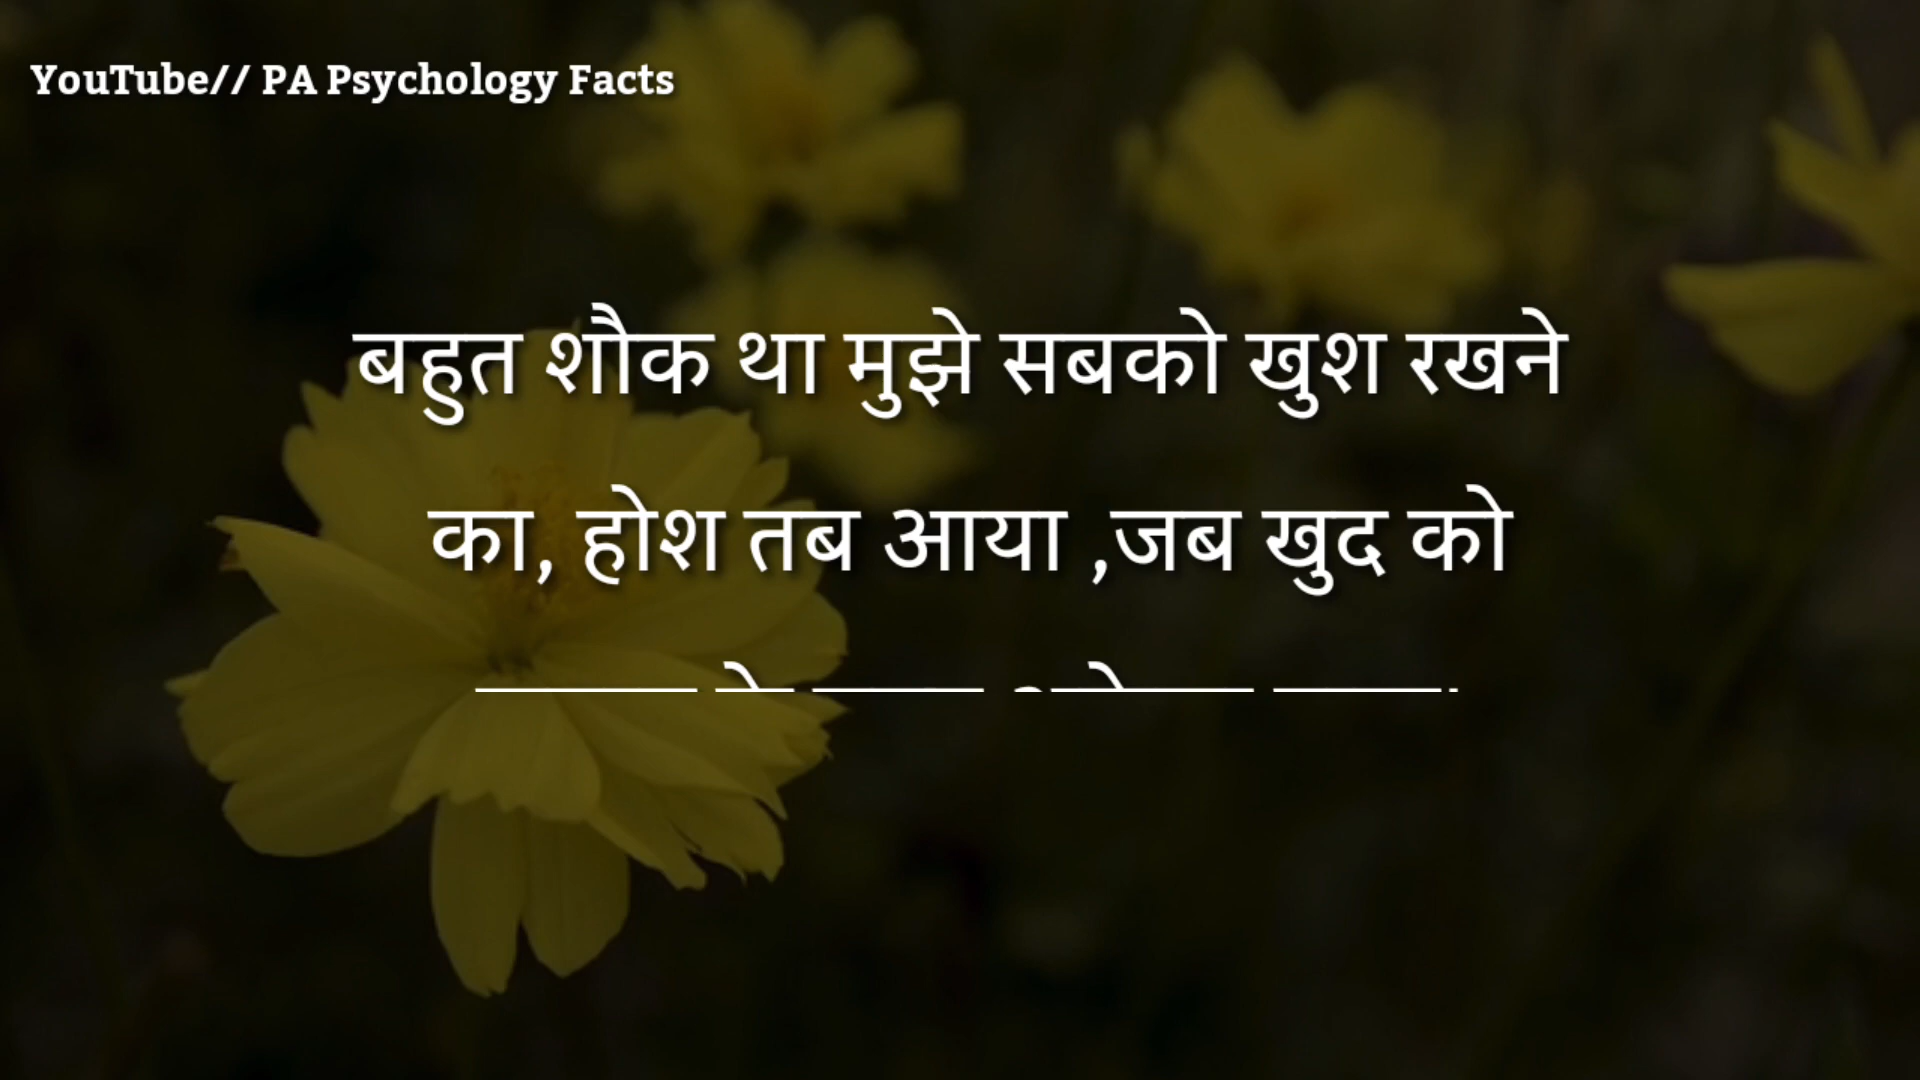 YouTube// PA Psychology Facts
बहुत शौक था मुझे सबको खुश रखने
का, होश तब आया ,जब खुद को